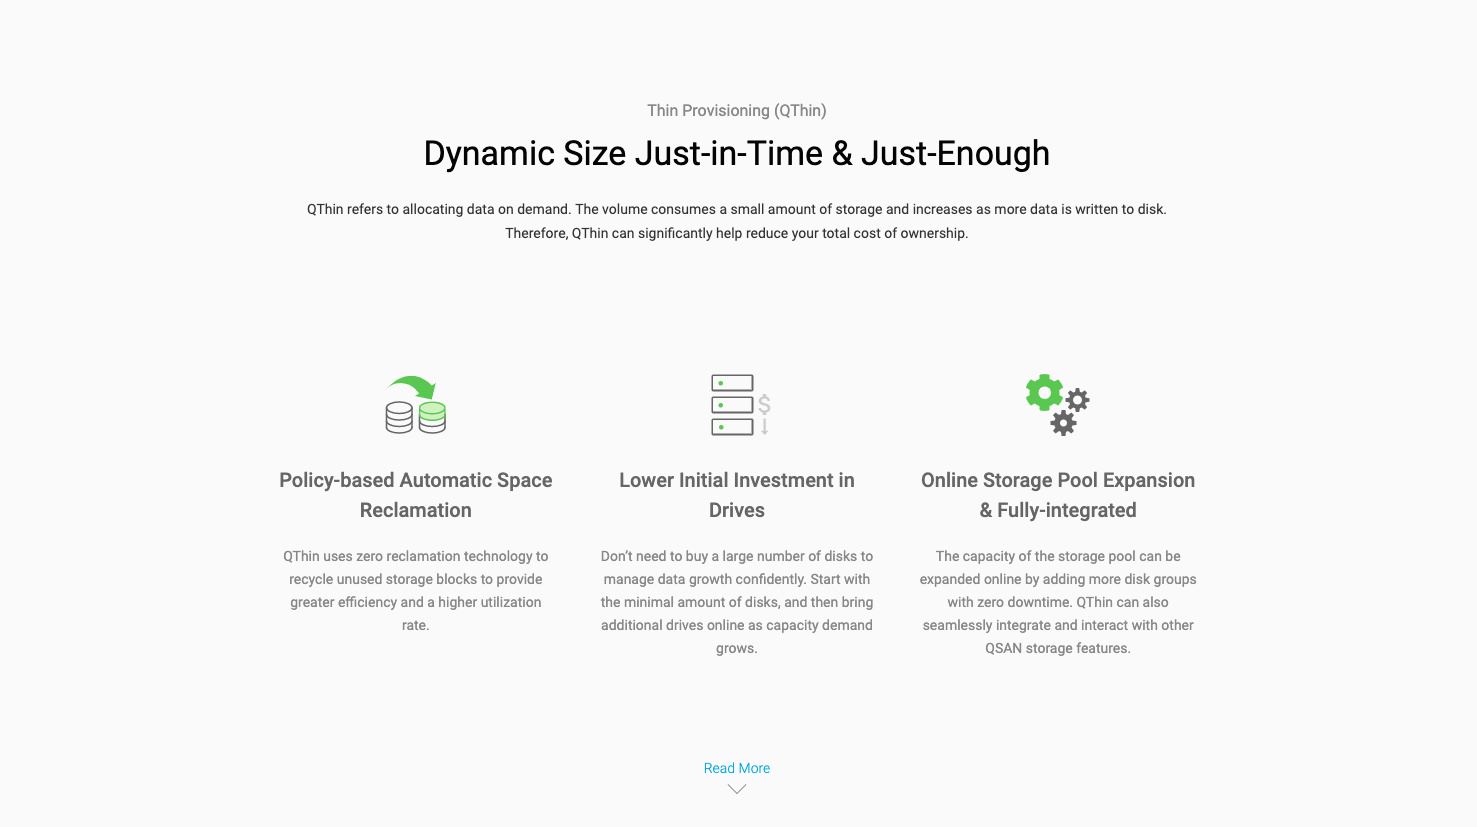 Thin Provisioning (QThin)
Dynamic Size Just-in-Time & Just-Enough
QThin refers to allocating data on demand. The volume consumes a small amount of storage and increases as more data is written to disk.
Therefore, QThin can significantly help reduce your total cost of ownership.
Policy-based Automatic Space
Reclamation
QThin uses zero reclamation technology to
recycle unused storage blocks to provide
greater efficiency and a higher utilization
rate.
$
Lower Initial Investment in
Drives
Don’t need to buy a large number of disks to
manage data growth confidently. Start with
the minimal amount of disks, and then bring
additional drives online as capacity demand
grows.
Online Storage Pool Expansion
& Fully-integrated
The capacity of the storage pool can be
expanded online by adding more disk groups
with zero downtime. QThin can also
seamlessly integrate and interact with other
QSAN storage features.
Read More